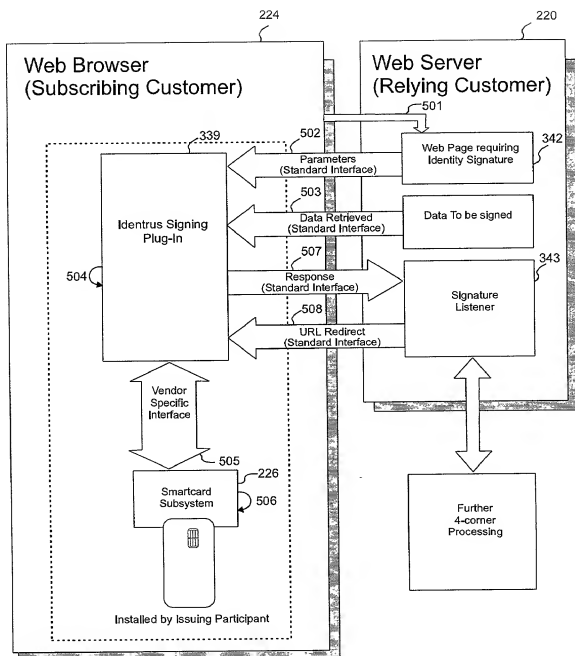 224
220
Web Browser
(Subscribing Customer)
Web Server
(Relying Customer)
501
339
502
342
Parameters
(Standard Interface)
Web Page requiring
Identity Signature
503
Identrus Signing
Plug-In
Data Retrieved
(Standard Interface)
Data To be signed
507
343
504
Response
(Standard Interface)
Signature
Listener
508
URL Redirect
(Standard Interface)
Vendor
Specific
Interface
505
226
Smartcard
Subsystem
506
Further
4-corner
Processing
Installed by Issuing Participant